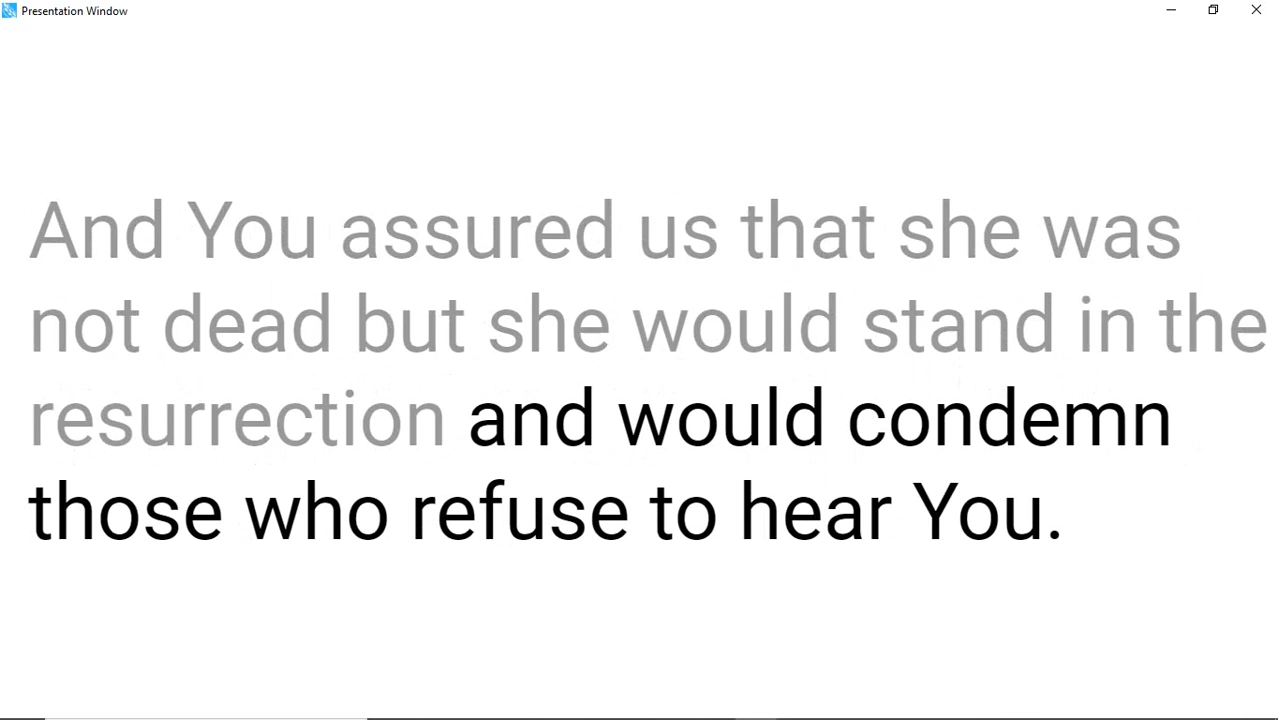 Presentation Window
And You assured us that she was
not dead but she would stand in the
resurrection and would condemn
those who refuse to hear You.